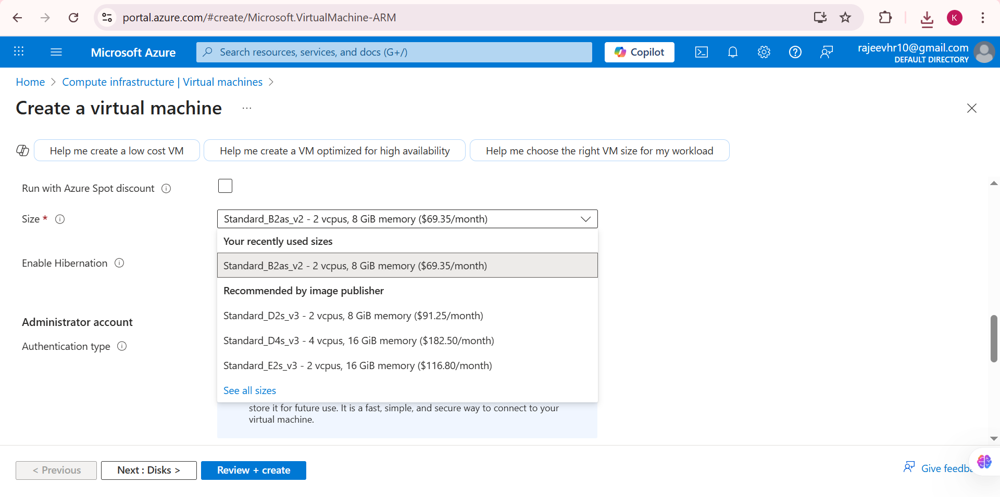 portal.azure.com/#create/Microsoft.VirtualMachine-ARM
K
Microsoft Azure
Search resources, services, and docs (G+/)
Copilot
rajeevhr10@gmail.com
DEFAULT DIRECTORY
Home > Compute infrastructure | Virtual machines >
Create a virtual machine ...
Help me create a low cost VM
Help me create a VM optimized for high availability
Help me choose the right VM size for my workload
Run with Azure Spot discount
Size *
Standard_B2as_v2 - 2 vcpus, 8 GiB memory ($69.35/month)
Your recently used sizes
Standard_B2as_v2 - 2 vcpus, 8 GiB memory ($69.35/month)
Enable Hibernation
Recommended by image publisher
Standard_D2s_v3 - 2 vcpus, 8 GiB memory ($91.25/month)
Administrator account
Standard_D4s_v3 - 4 vcpus, 16 GiB memory ($182.50/month)
Authentication type
Standard_E2s_v3 - 2 vcpus, 16 GiB memory ($116.80/month)
See all sizes
store it for future use. It is a fast, simple, and secure way to connect to your
virtual machine.
< Previous
Next : Disks >
Review + create
Give